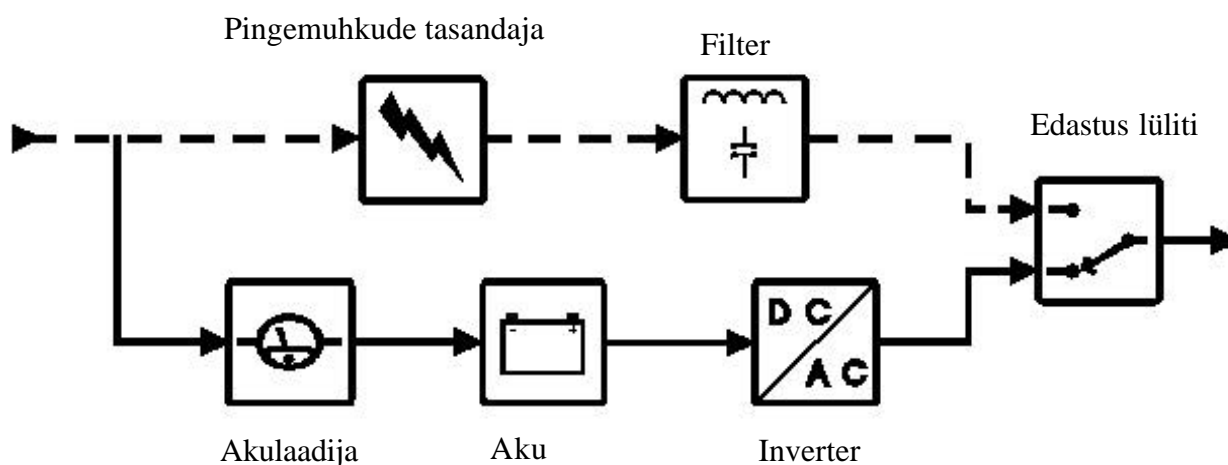 Pingemuhkude tasandaja
Filter
Edastus lüliti
D C
A C
Akulaadija
Aku
Inverter